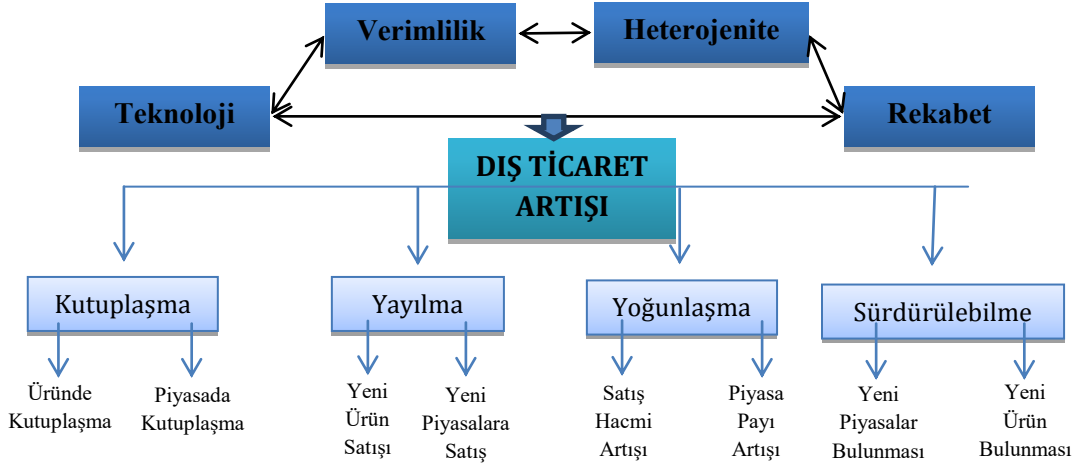 Verimlilik
Heterojenite
Teknoloji
Rekabet
DIŞ TİCARET
ARTIŞI
Kutuplaşma
Yayılma
Yoğunlaşma
Sürdürülebilme
Üründe
Kutuplaşma
Piyasada
Kutuplaşma
Yeni
Ürün
Satışı
Yeni
Piyasalara
Satış
Satış
Hacmi
Artışı
Piyasa
Payı
Artışı
Yeni
Piyasalar
Bulunması
Yeni
Ürün
Bulunması